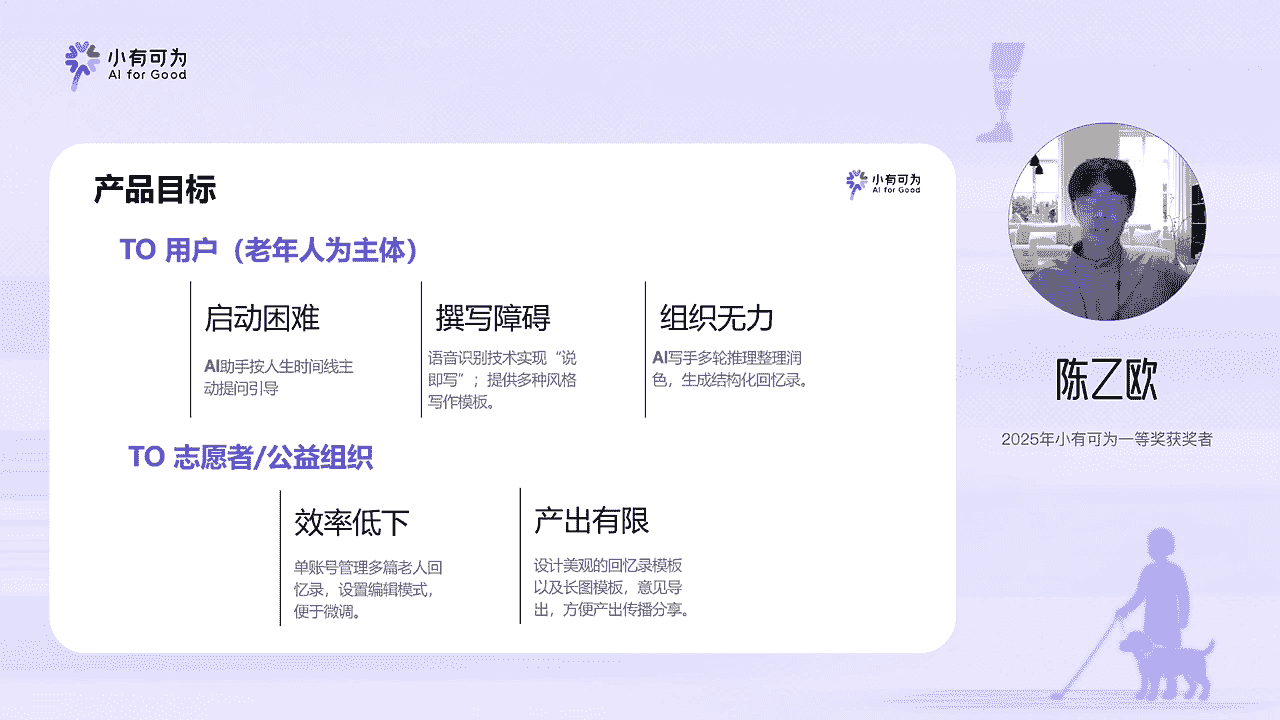 小有可为
AI for Good
产品目标
小有可为
AI for Good
TO 用户（老年人为主体）
启动困难
AI助手按人生时间线主
动提问引导
撰写障碍
语音识别技术实现“说
即写”；提供多种风格
写作模板。
组织无力
AI写手多轮推理整理润
色，生成结构化回忆录。
TO 志愿者/公益组织
效率低下
单账号管理多篇老人回
忆录，设置编辑模式，
便于微调。
产出有限
设计美观的回忆录模板
以及长图模板，意见导
出，方便产出传播分享。
陈乙欧
2025年小有可为一等奖获奖者